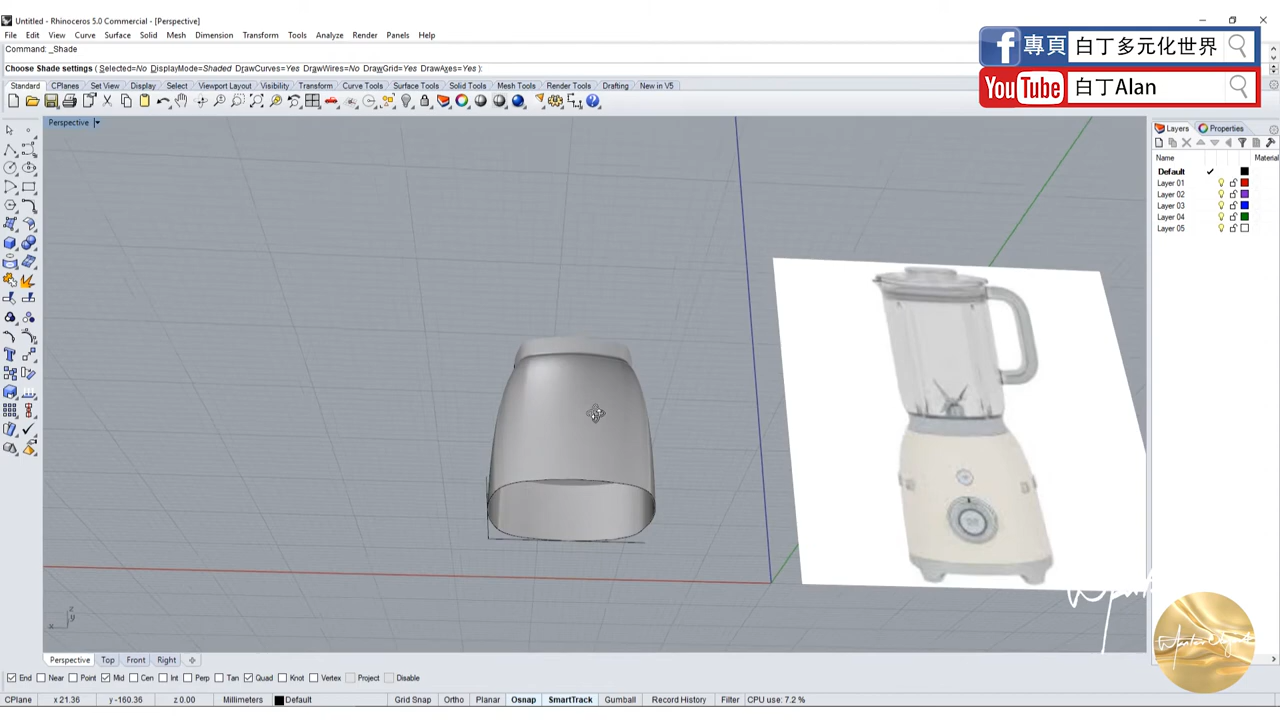 Untitled - Rhinoceros 5.0 Commercial - [Perspective]
File Edit View Curve Surface Solid Mesh Dimension Transform Tools Analyze Render Panels Help
Command: _Shade
Choose Shade settings ( Selected=No DisplayMode=Shaded DrawCurves=Yes DrawWires=No DrawGrid=Yes DrawAxes=Yes ):
專頁 白丁多元化世界
YouTube 白丁Alan
Standard CPlanes Set View Display Select Viewport Layout Visibility Transform Curve Tools Surface Tools Solid Tools Mesh Tools Render Tools Drafting New in V5
Perspective
Layers Properties
Name Material
Default
Layer 01
Layer 02
Layer 03
Layer 04
Layer 05
z
y
x
Perspective Top Front Right
End Near Point Mid Cen Int Perp Tan Quad Knot Vertex Project Disable
CPlane x 21.36 y -160.36 z 0.00 Millimeters Default Grid Snap Ortho Planar Osnap SmartTrack Gumball Record History Filter CPU use: 7.2 %